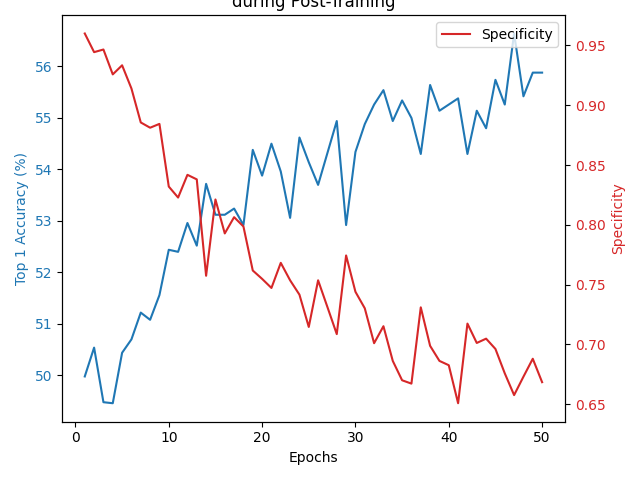 during Post-Training
Specificity
56
55
54
53
52
51
50
Top 1 Accuracy (%)
0.95
0.90
0.85
0.80
0.75
0.70
0.65
Specificity
0 10 20 30 40 50
Epochs